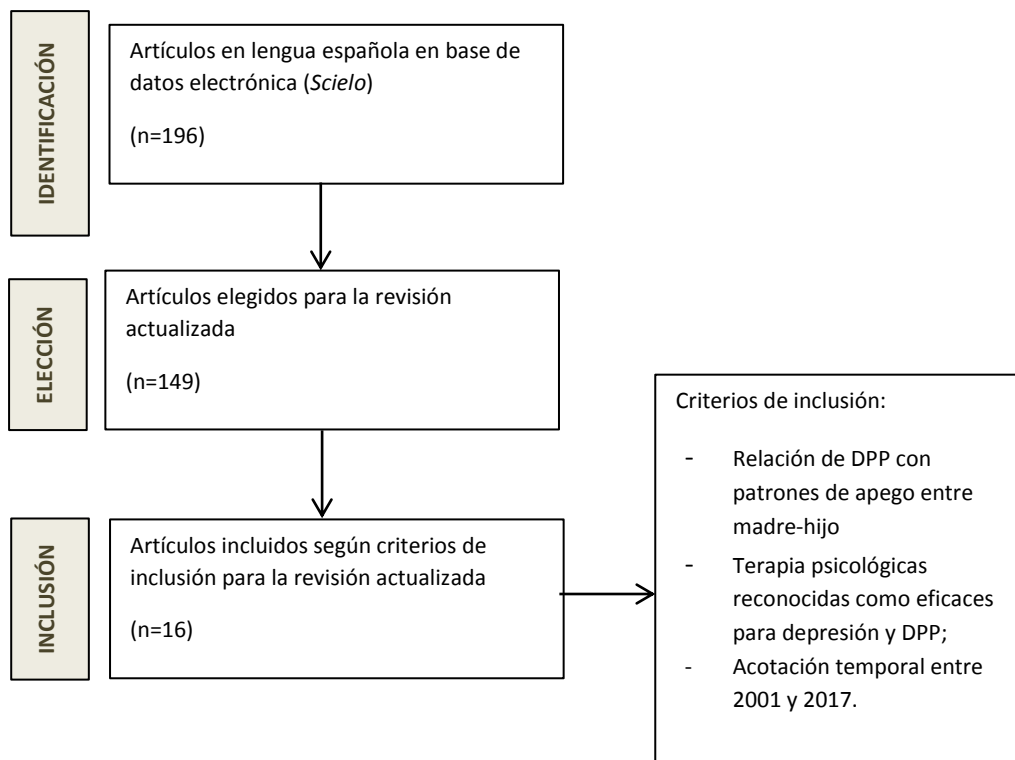 IDENTIFICACIÓN
Artículos en lengua española en base de
datos electrónica (Scielo)
(n=196)
ELECCIÓN
Artículos elegidos para la revisión
actualizada
(n=149)
INCLUSIÓN
Artículos incluidos según criterios de
inclusión para la revisión actualizada
(n=16)
Criterios de inclusión:
- Relación de DPP con
patrones de apego entre
madre-hijo
- Terapia psicológicas
reconocidas como eficaces
para depresión y DPP;
- Acotación temporal entre
2001 y 2017.